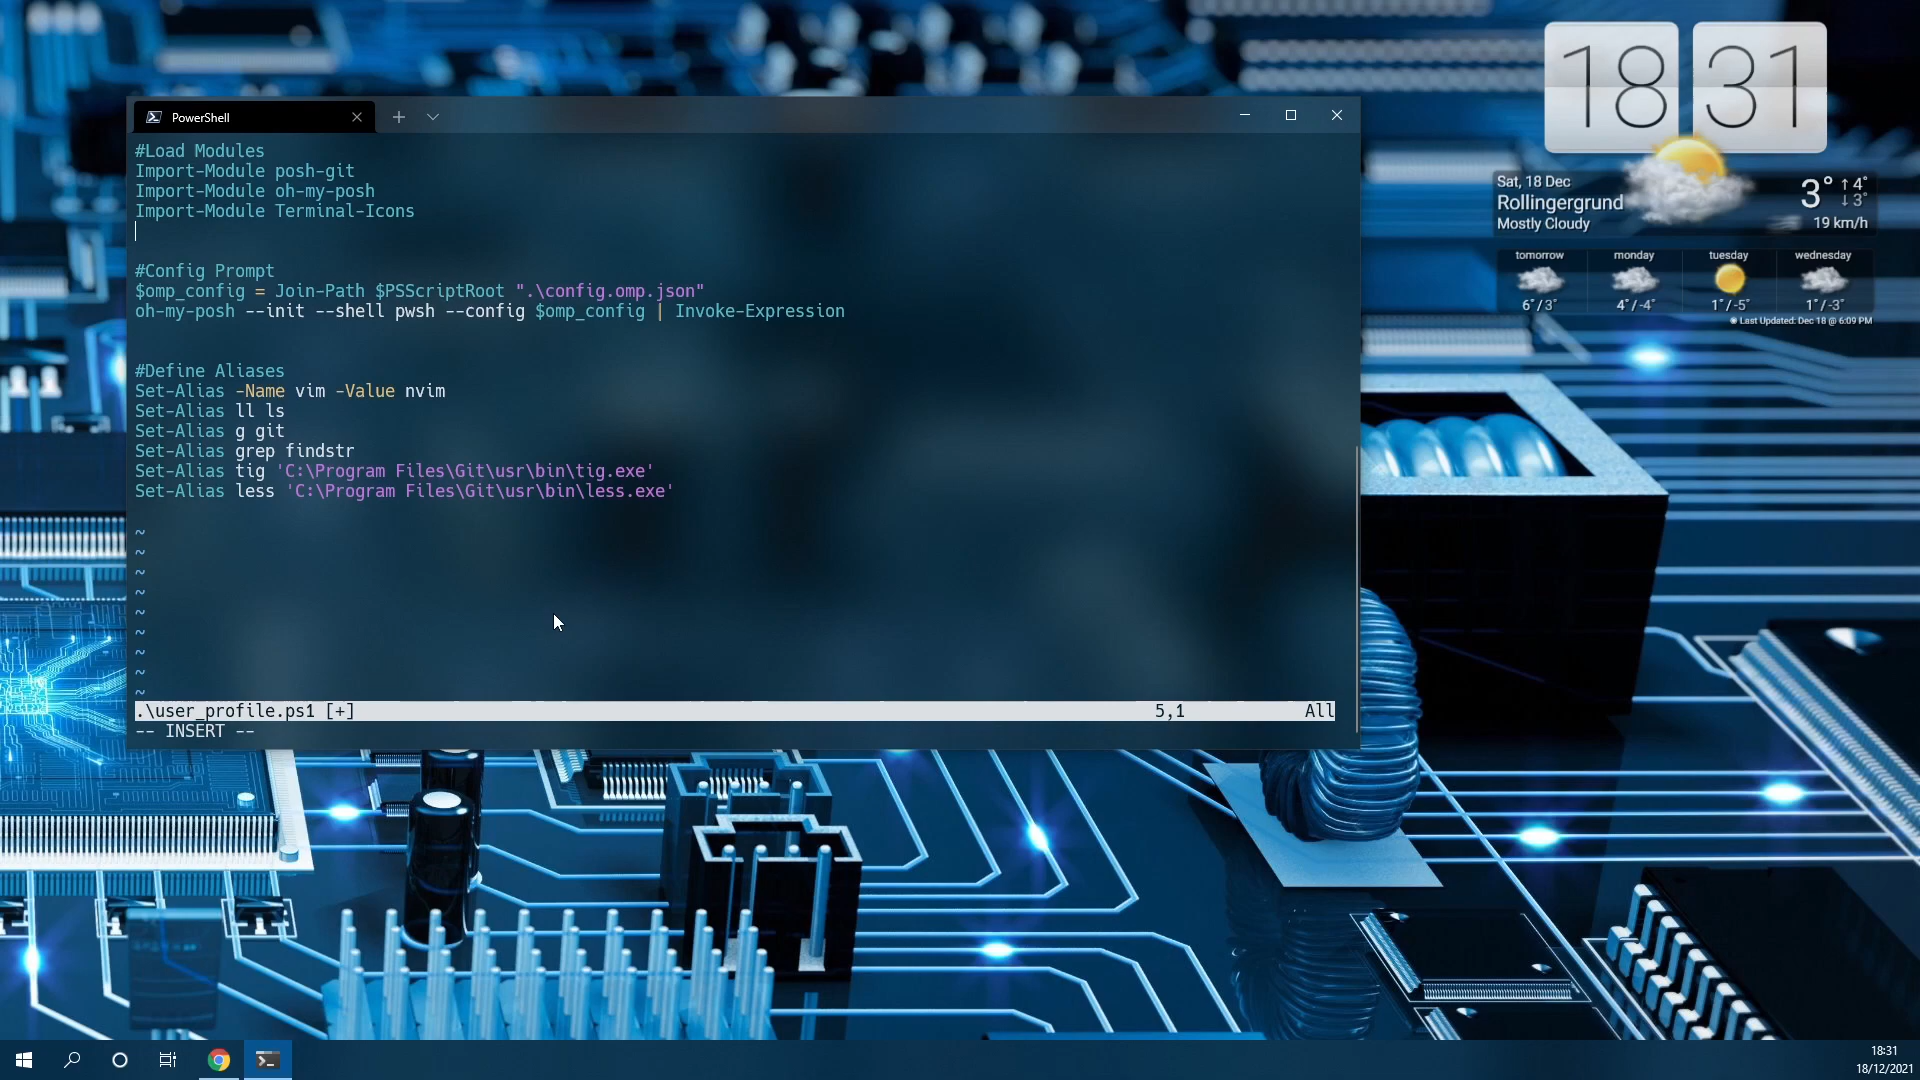 PowerShell
#Load Modules
Import-Module posh-git
Import-Module oh-my-posh
Import-Module Terminal-Icons
#Config Prompt
$omp_config = Join-Path $PSScriptRoot ".\config.omp.json"
oh-my-posh --init --shell pwsh --config $omp_config | Invoke-Expression
#Define Aliases
Set-Alias -Name vim -Value nvim
Set-Alias ll ls
Set-Alias g git
Set-Alias grep findstr
Set-Alias tig 'C:\Program Files\Git\usr\bin\tig.exe'
Set-Alias less 'C:\Program Files\Git\usr\bin\less.exe'
~
~
~
~
~
~
~
~
~
.\user_profile.ps1 [+] 5,1 All
-- INSERT --
18 31
Sat, 18 Dec
Rollingergrund
Mostly Cloudy
3° ↑4°
↓3°
19 km/h
tomorrow monday tuesday wednesday
6°/3° 4°/-4° 1°/-5° 1°/-3°
Last Updated: Dec 18 @ 6:09 PM
18:31
18/12/2021